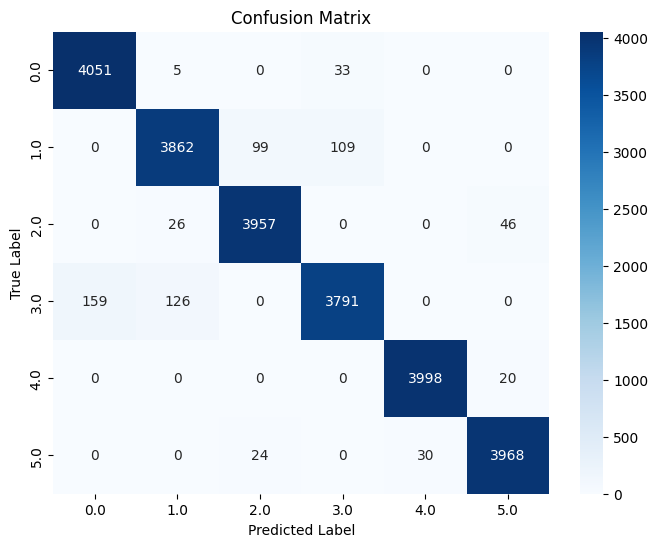 Confusion Matrix
True Label
0.0 4051 5 0 33 0 0
1.0 0 3862 99 109 0 0
2.0 0 26 3957 0 0 46
3.0 159 126 0 3791 0 0
4.0 0 0 0 0 3998 20
5.0 0 0 24 0 30 3968
0.0 1.0 2.0 3.0 4.0 5.0
Predicted Label
4000
3500
3000
2500
2000
1500
1000
500
0